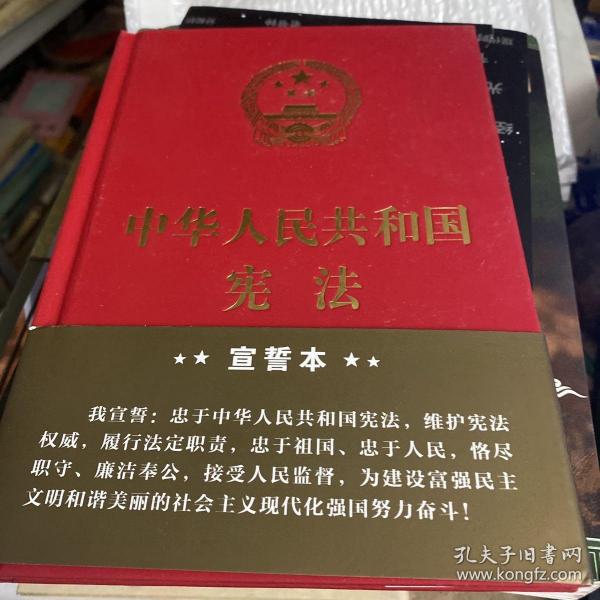 中华人民共和国
宪法
★★ 宣誓本 ★★
我宣誓：忠于中华人民共和国宪法，维护宪法
权威，履行法定职责，忠于祖国、忠于人民，恪尽
职守、廉洁奉公，接受人民监督，为建设富强民主
文明和谐美丽的社会主义现代化强国努力奋斗！
孔夫子旧书网
www.kongfz.com